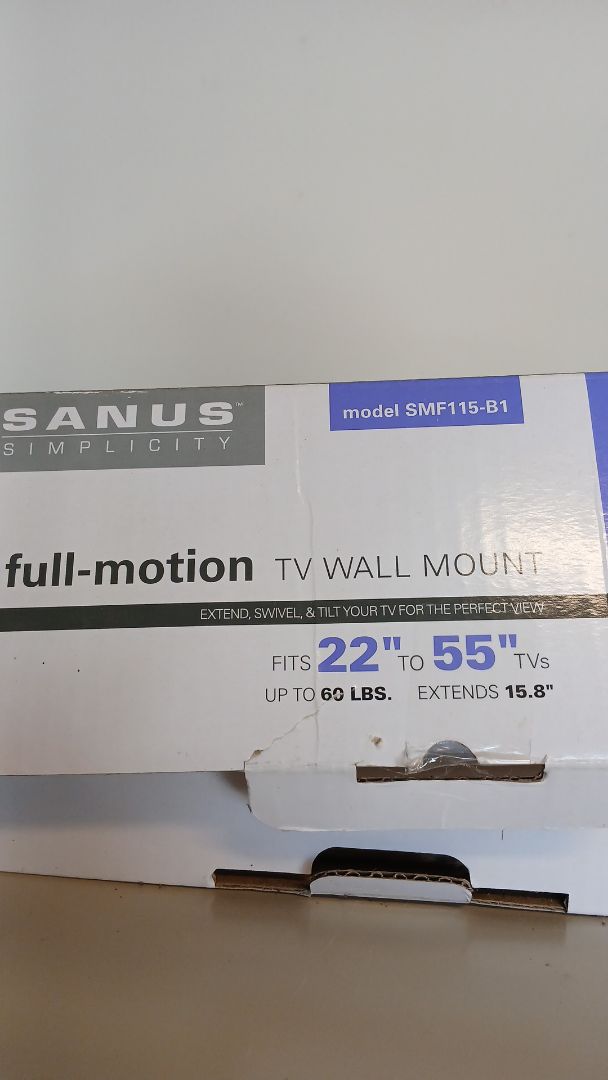 SANUS™
SIMPLICITY
model SMF115-B1
full-motion TV WALL MOUNT
EXTEND, SWIVEL, & TILT YOUR TV FOR THE PERFECT VIEW
FITS 22" TO 55" TVs
UP TO 60 LBS. EXTENDS 15.8"